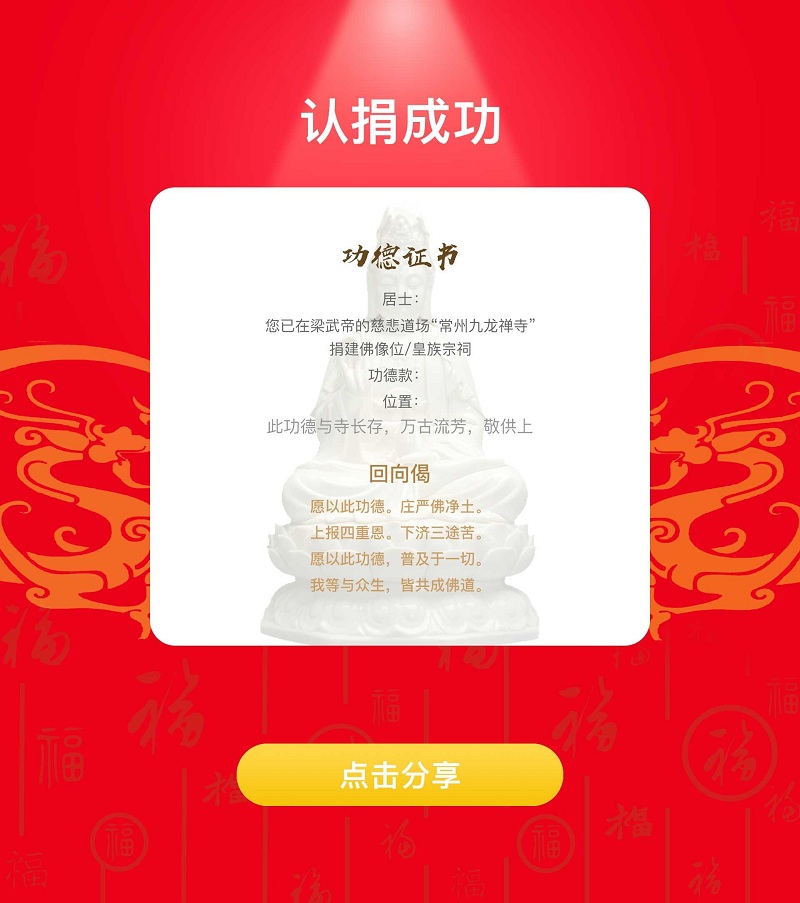 认捐成功
功德证书
居士：
您已在梁武帝的慈悲道场“常州九龙禅寺”
捐建佛像位/皇族宗祠
功德款：
位置：
此功德与寺长存，万古流芳，敬供上
回向偈
愿以此功德。庄严佛净土。
上报四重恩。下济三途苦。
愿以此功德，普及于一切。
我等与众生，皆共成佛道。
点击分享